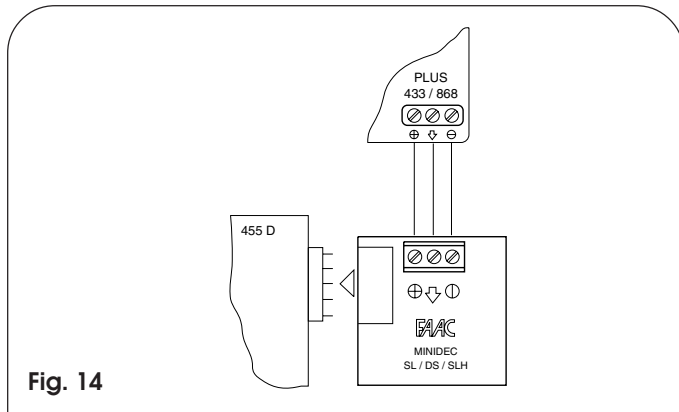 PLUS
433 / 868
455 D
FAAC
MINIDEC
SL / DS / SLH
Fig. 14